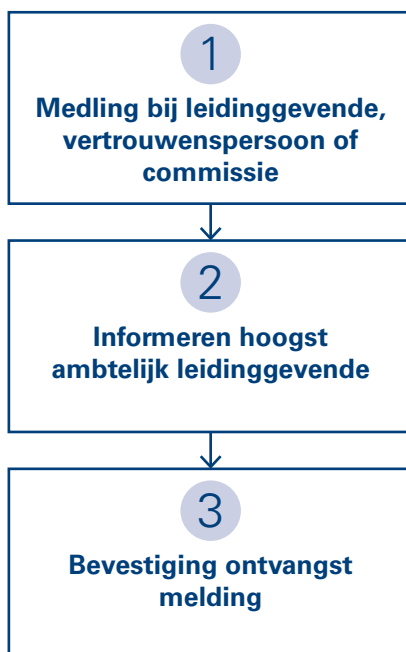 1
Medling bij leidinggevende,
vertrouwenspersoon of
commissie
2
Informeren hoogst
ambtelijk leidinggevende
3
Bevestiging ontvangst
melding